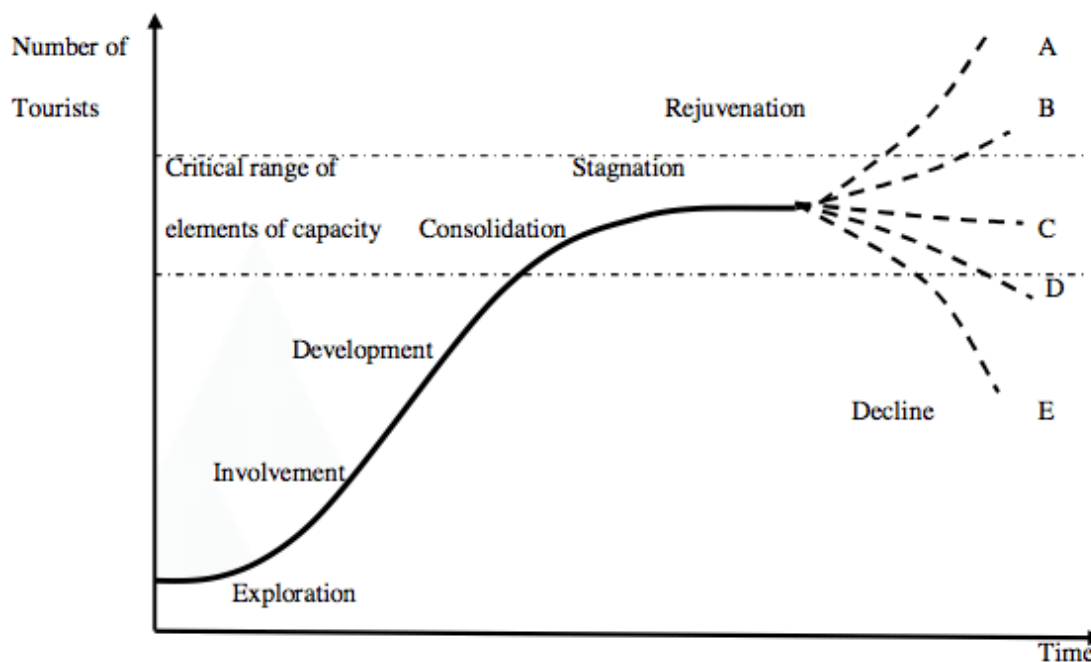 Number of
Tourists
A
Rejuvenation
B
Critical range of
Stagnation
elements of capacity
Consolidation
C
D
Development
Decline
E
Involvement
Exploration
Time